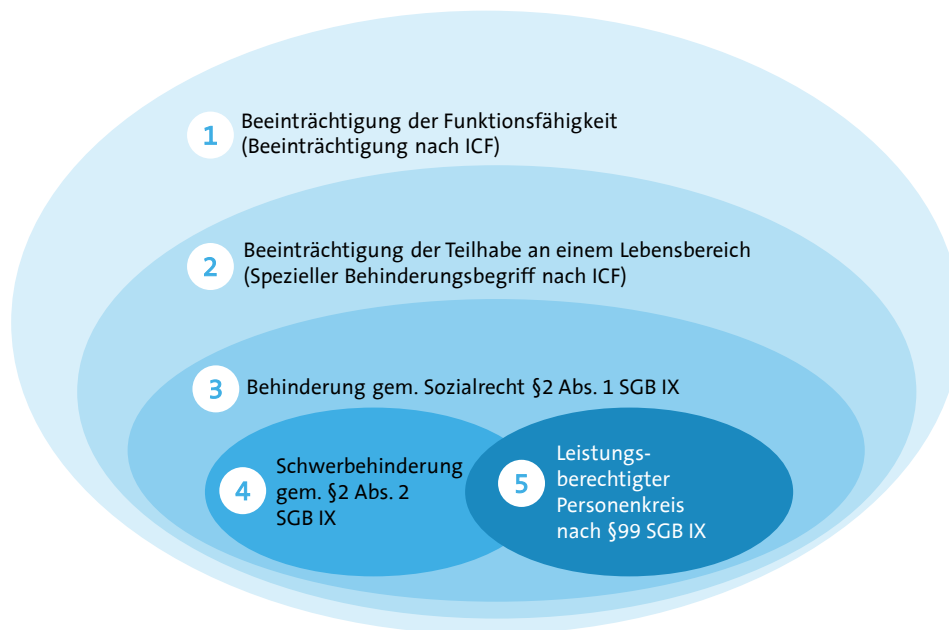 1 Beeinträchtigung der Funktionsfähigkeit
(Beeinträchtigung nach ICF)
2 Beeinträchtigung der Teilhabe an einem Lebensbereich
(Spezieller Behinderungsbegriff nach ICF)
3 Behinderung gem. Sozialrecht §2 Abs. 1 SGB IX
4 Schwerbehinderung
gem. §2 Abs. 2
SGB IX
5 Leistungs-
berechtigter
Personenkreis
nach §99 SGB IX